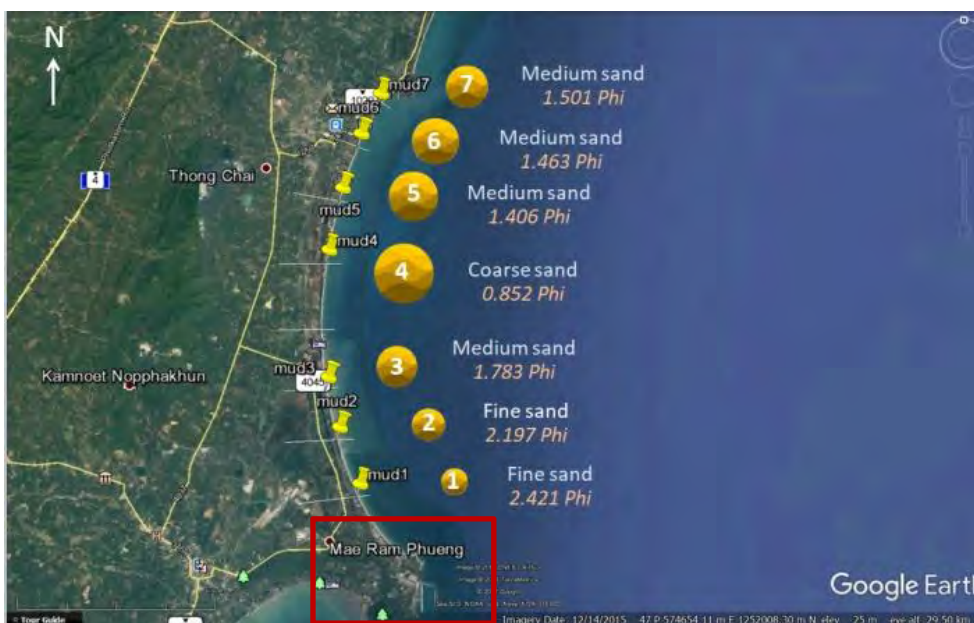 N
mud7
7
Medium sand
1.501 Phi
mud6
6
Medium sand
1.463 Phi
4
Thong Chai
5
Medium sand
1.406 Phi
mud5
mud4
4
Coarse sand
0.852 Phi
Kamnoet Nopphakhun
mud3
4045
3
Medium sand
1.783 Phi
mud2
2
Fine sand
2.197 Phi
mud1
1
Fine sand
2.421 Phi
Mae Ram Phueng
Google Earth
Tour Guide
Imagery Date: 12/14/2015